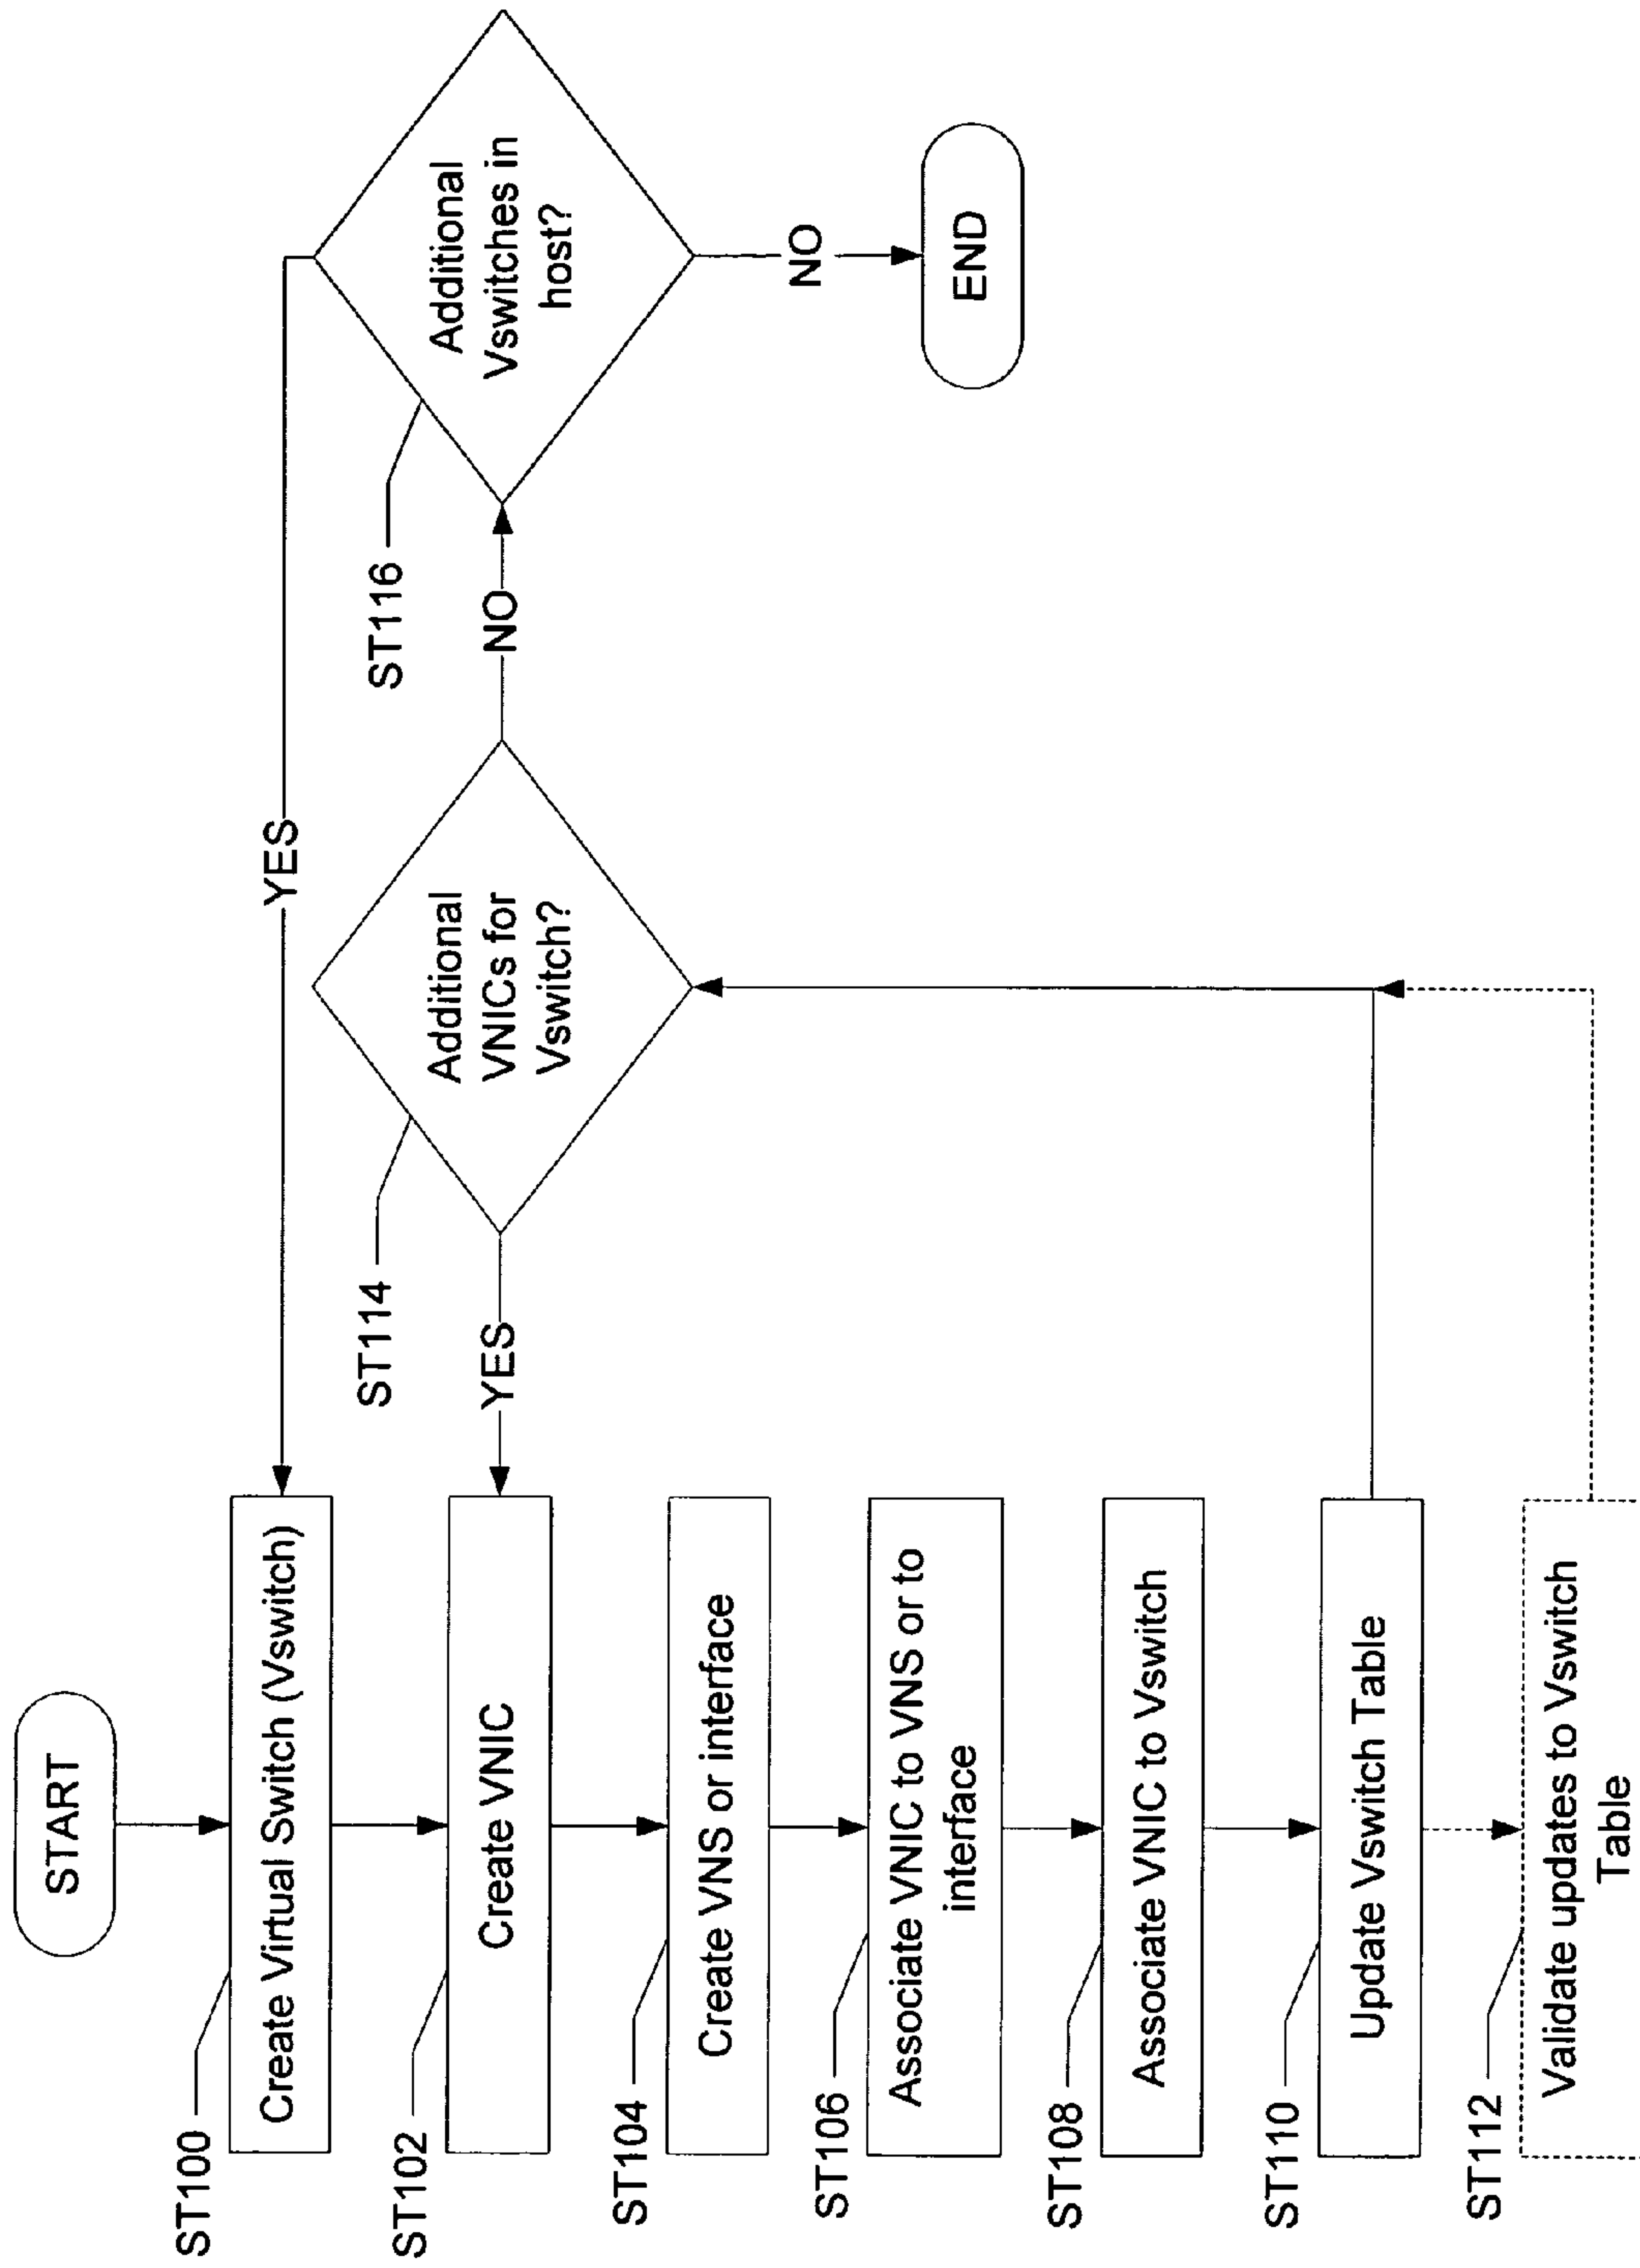 START
ST100
Create Virtual Switch (Vswitch)
ST102
Create VNIC
ST104
Create VNS or interface
ST106
Associate VNIC to VNS or to
interface
ST108
Associate VNIC to Vswitch
ST110
Update Vswitch Table
ST112
Validate updates to Vswitch
Table
ST114
Additional
VNICs for
Vswitch?
YES
NO
ST116
Additional
Vswitches in
host?
YES
NO
END